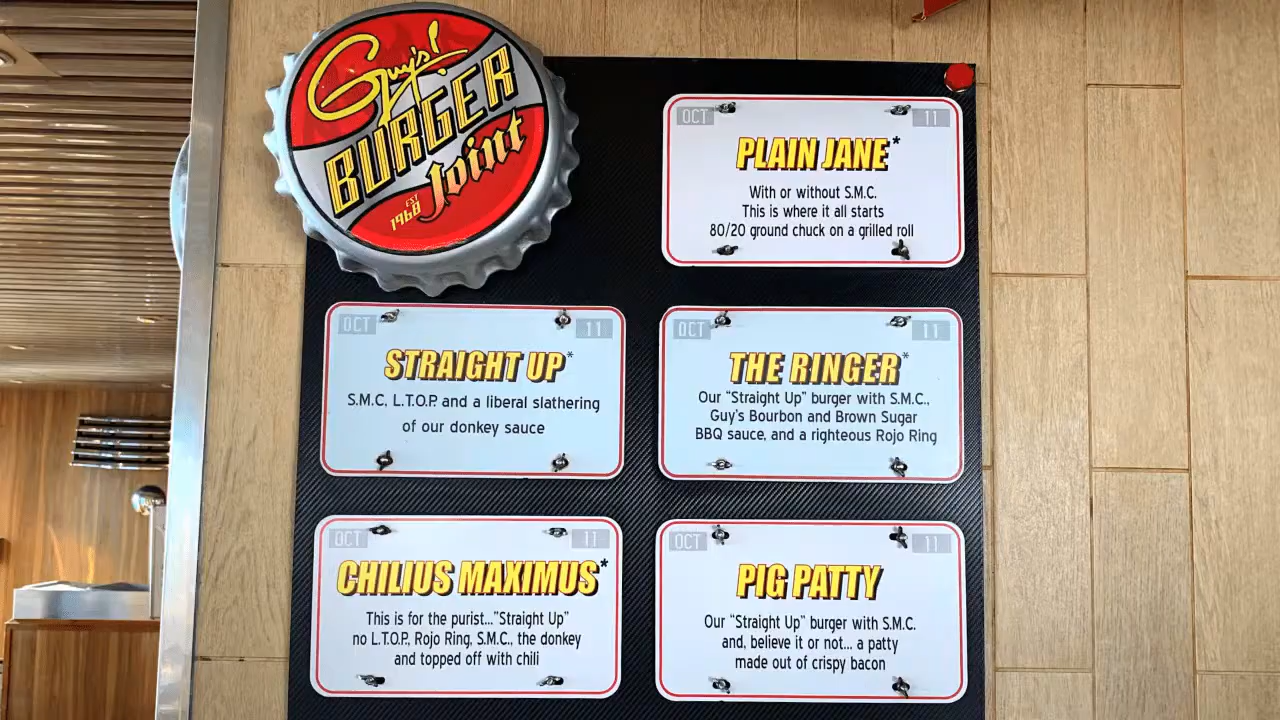 Guy's!
BURGER
Joint
EST
1968
OCT 11
PLAIN JANE*
With or without S.M.C.
This is where it all starts
80/20 ground chuck on a grilled roll
OCT 11
STRAIGHT UP*
S.M.C, L.T.O.P. and a liberal slathering
of our donkey sauce
OCT 11
THE RINGER*
Our "Straight Up" burger with S.M.C.,
Guy's Bourbon and Brown Sugar
BBQ sauce, and a righteous Rojo Ring
OCT 11
CHILIUS MAXIMUS*
This is for the purist..."Straight Up"
no L.T.O.P., Rojo Ring, S.M.C., the donkey
and topped off with chili
OCT 11
PIG PATTY
Our "Straight Up" burger with S.M.C.
and, believe it or not... a patty
made out of crispy bacon